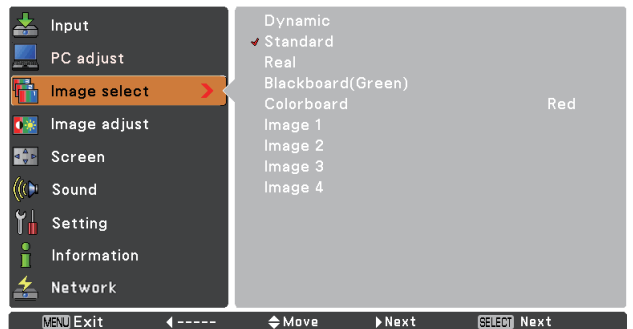 Input
PC adjust
Image select
Image adjust
Screen
Sound
Setting
Information
Network
Dynamic
Standard
Real
Blackboard(Green)
Colorboard Red
Image 1
Image 2
Image 3
Image 4
MENU Exit ----- Move Next SELECT Next